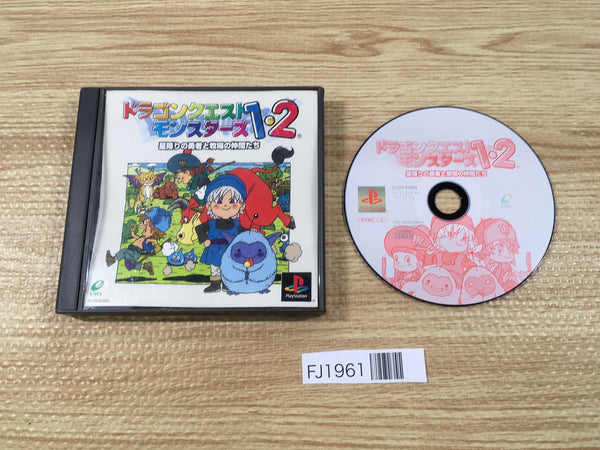 ドラゴンクエスト
モンスターズ1・2
星降りの勇者と牧場の仲間たち
ENIX
PlayStation
ドラゴンクエスト
モンスターズ1・2
星降りの勇者と牧場の仲間たち
FJ1961